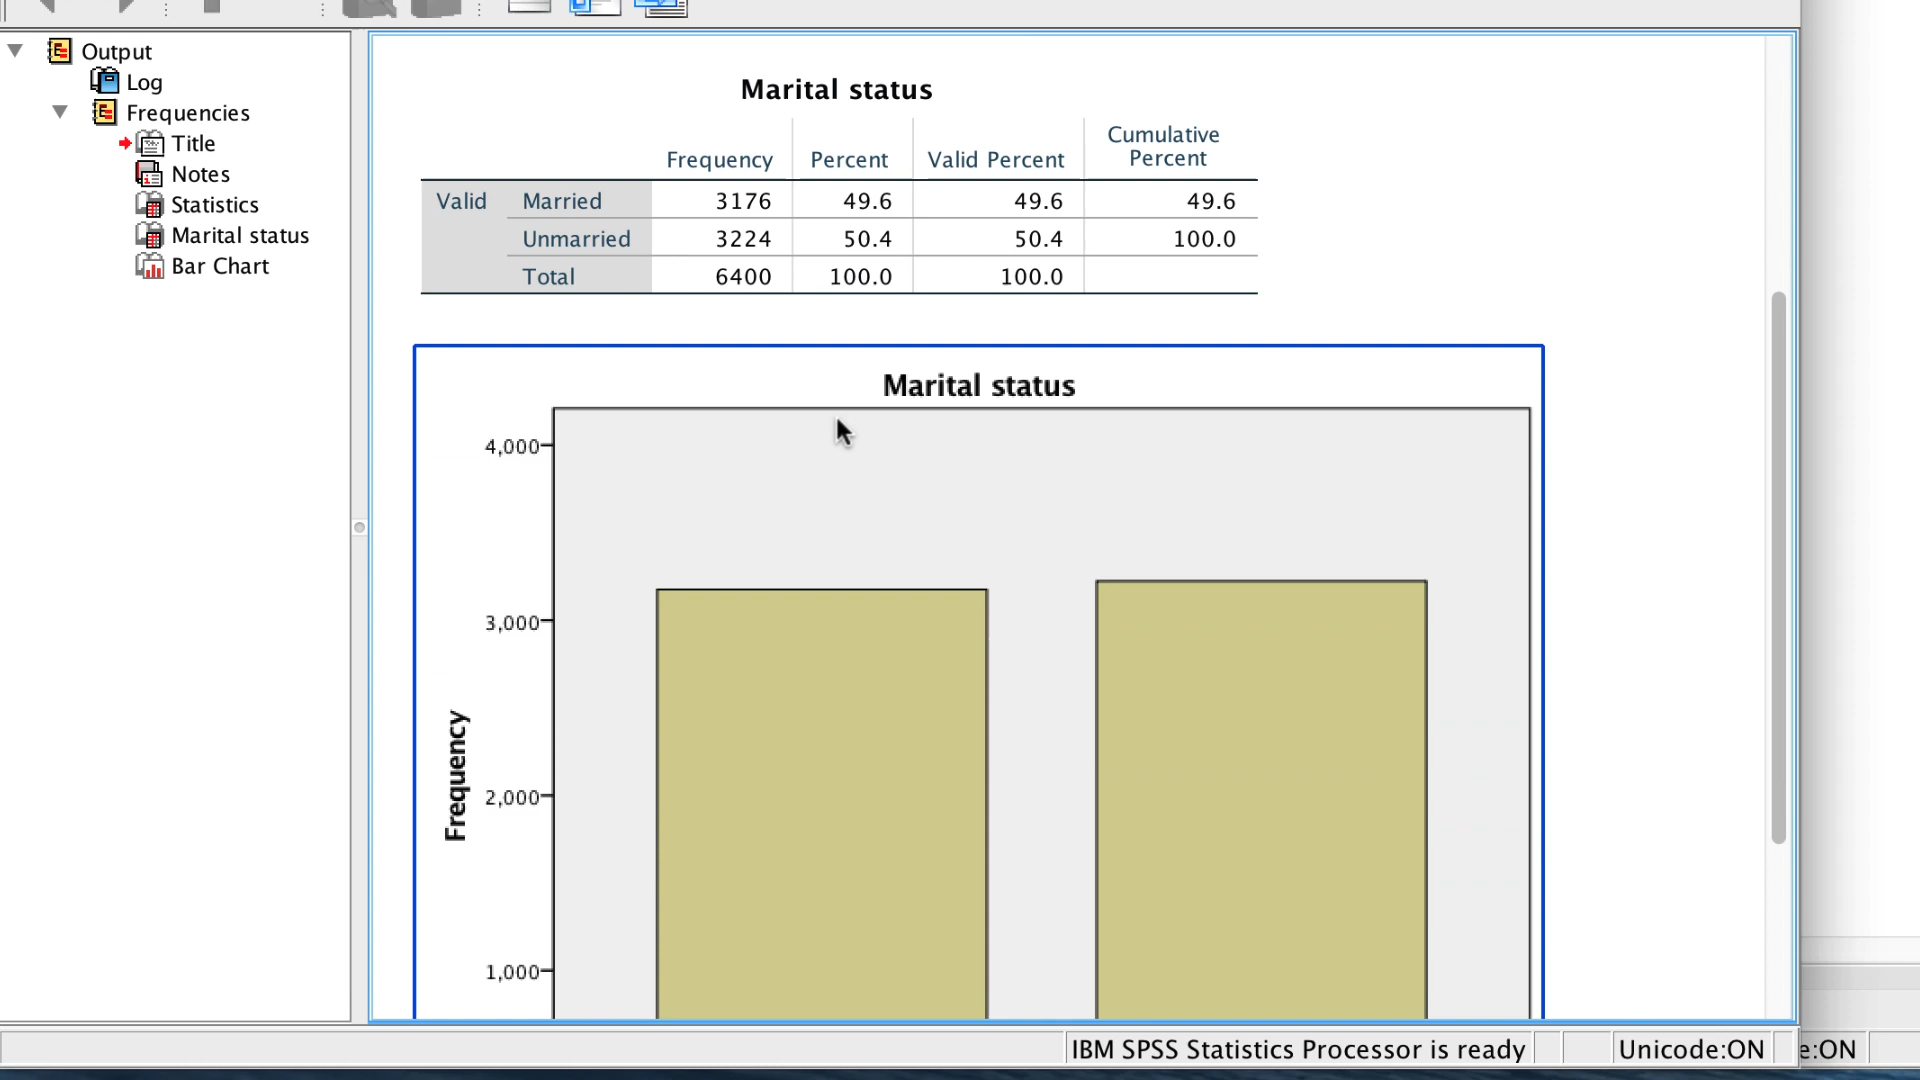 Output
Log
Frequencies
Title
Notes
Statistics
Marital status
Bar Chart
Marital status
Frequency Percent Valid Percent Cumulative Percent
Valid Married 3176 49.6 49.6 49.6
Unmarried 3224 50.4 50.4 100.0
Total 6400 100.0 100.0
Marital status
4,000
3,000
2,000
1,000
Frequency
IBM SPSS Statistics Processor is ready Unicode:ON e:ON